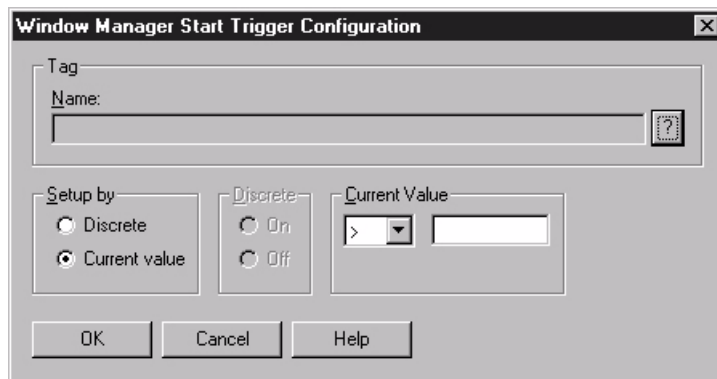 Window Manager Start Trigger Configuration
Tag
Name:
?
Setup by
Discrete
Current value
Discrete
On
Off
Current Value
>
OK
Cancel
Help